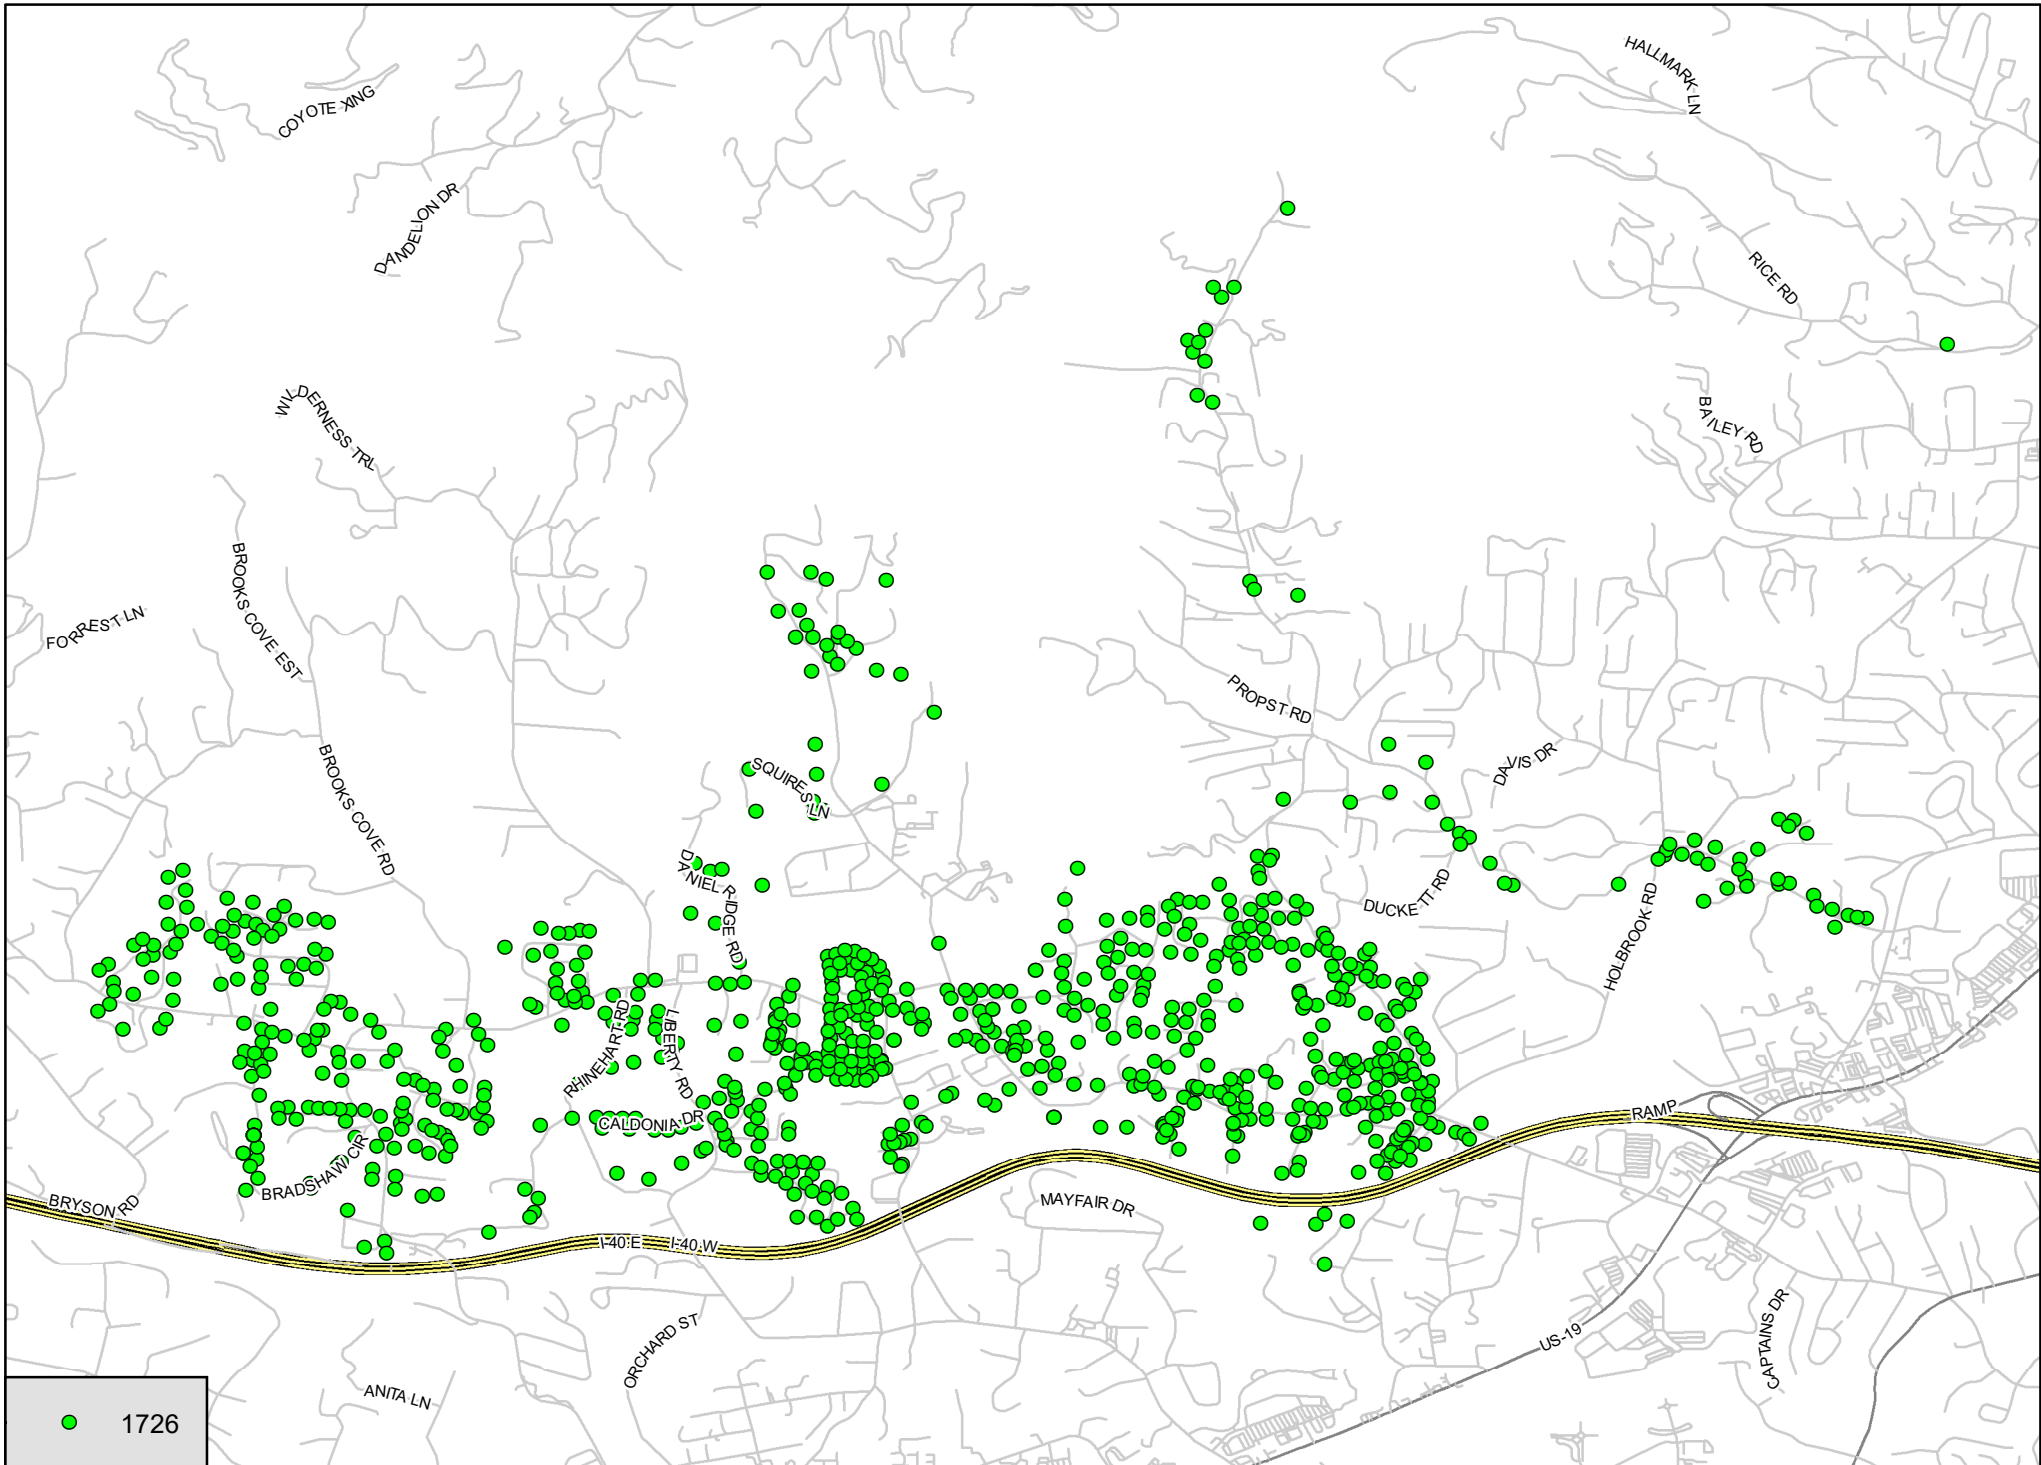 HALLMARK LN
COYOTE XING
DANDELION DR
RICE RD
WILDERNESS TRL
BAILEY RD
BROOKS COVE EST
FORREST LN
PROPST RD
BROOKS COVE RD
SQUIRES LN
DAVIS DR
DANIEL RIDGE RD
DUCKETT RD
HOLBROOK RD
RHINEHART RD
LIBERTY RD
CALDONIA DR
RAMP
BRADSHAW CIR
BRYSON RD
MAYFAIR DR
I-40 E
I-40 W
ORCHARD ST
US-19
CAPTAINS DR
ANITA LN
1726